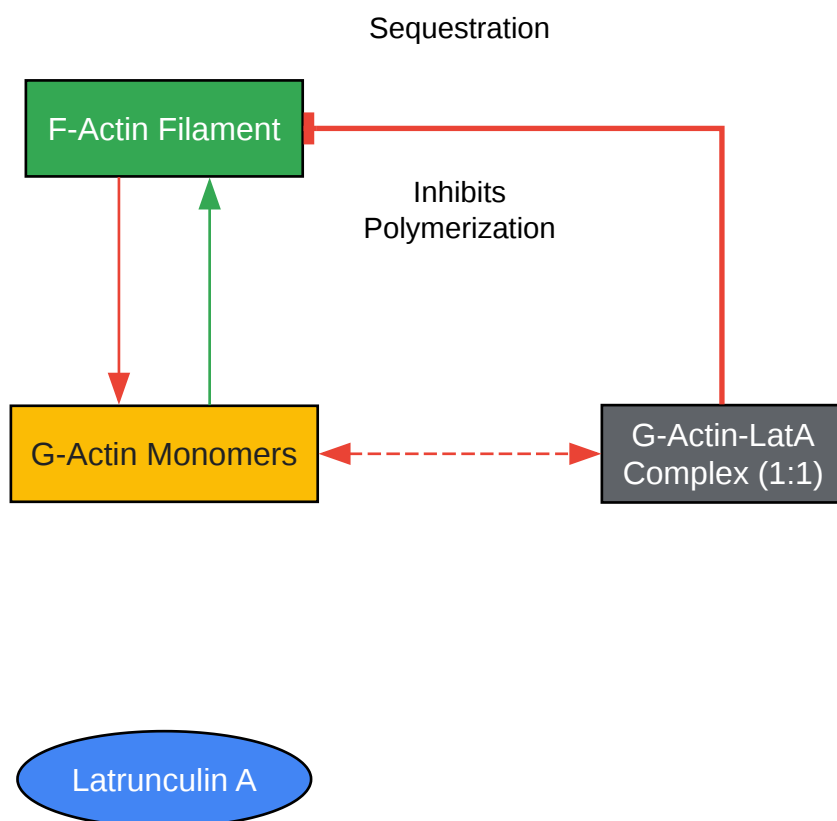 Sequestration
F-Actin Filament
Inhibits
Polymerization
G-Actin Monomers
G-Actin-LatA
Complex (1:1)
Latrunculin A